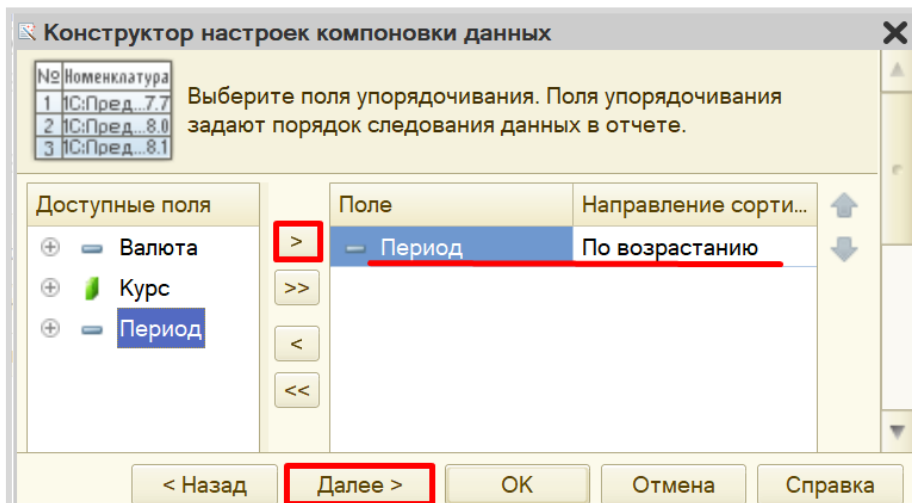 Конструктор настроек компоновки данных
№ Номенклатура
1 1С:Пред...7.7
2 1С:Пред...8.0
3 1С:Пред...8.1
Выберите поля упорядочивания. Поля упорядочивания
задают порядок следования данных в отчете.
Доступные поля
Валюта
Курс
Период
>
>>
<
<<
Поле Направление сорти...
Период По возрастанию
< Назад Далее > ОК Отмена Справка